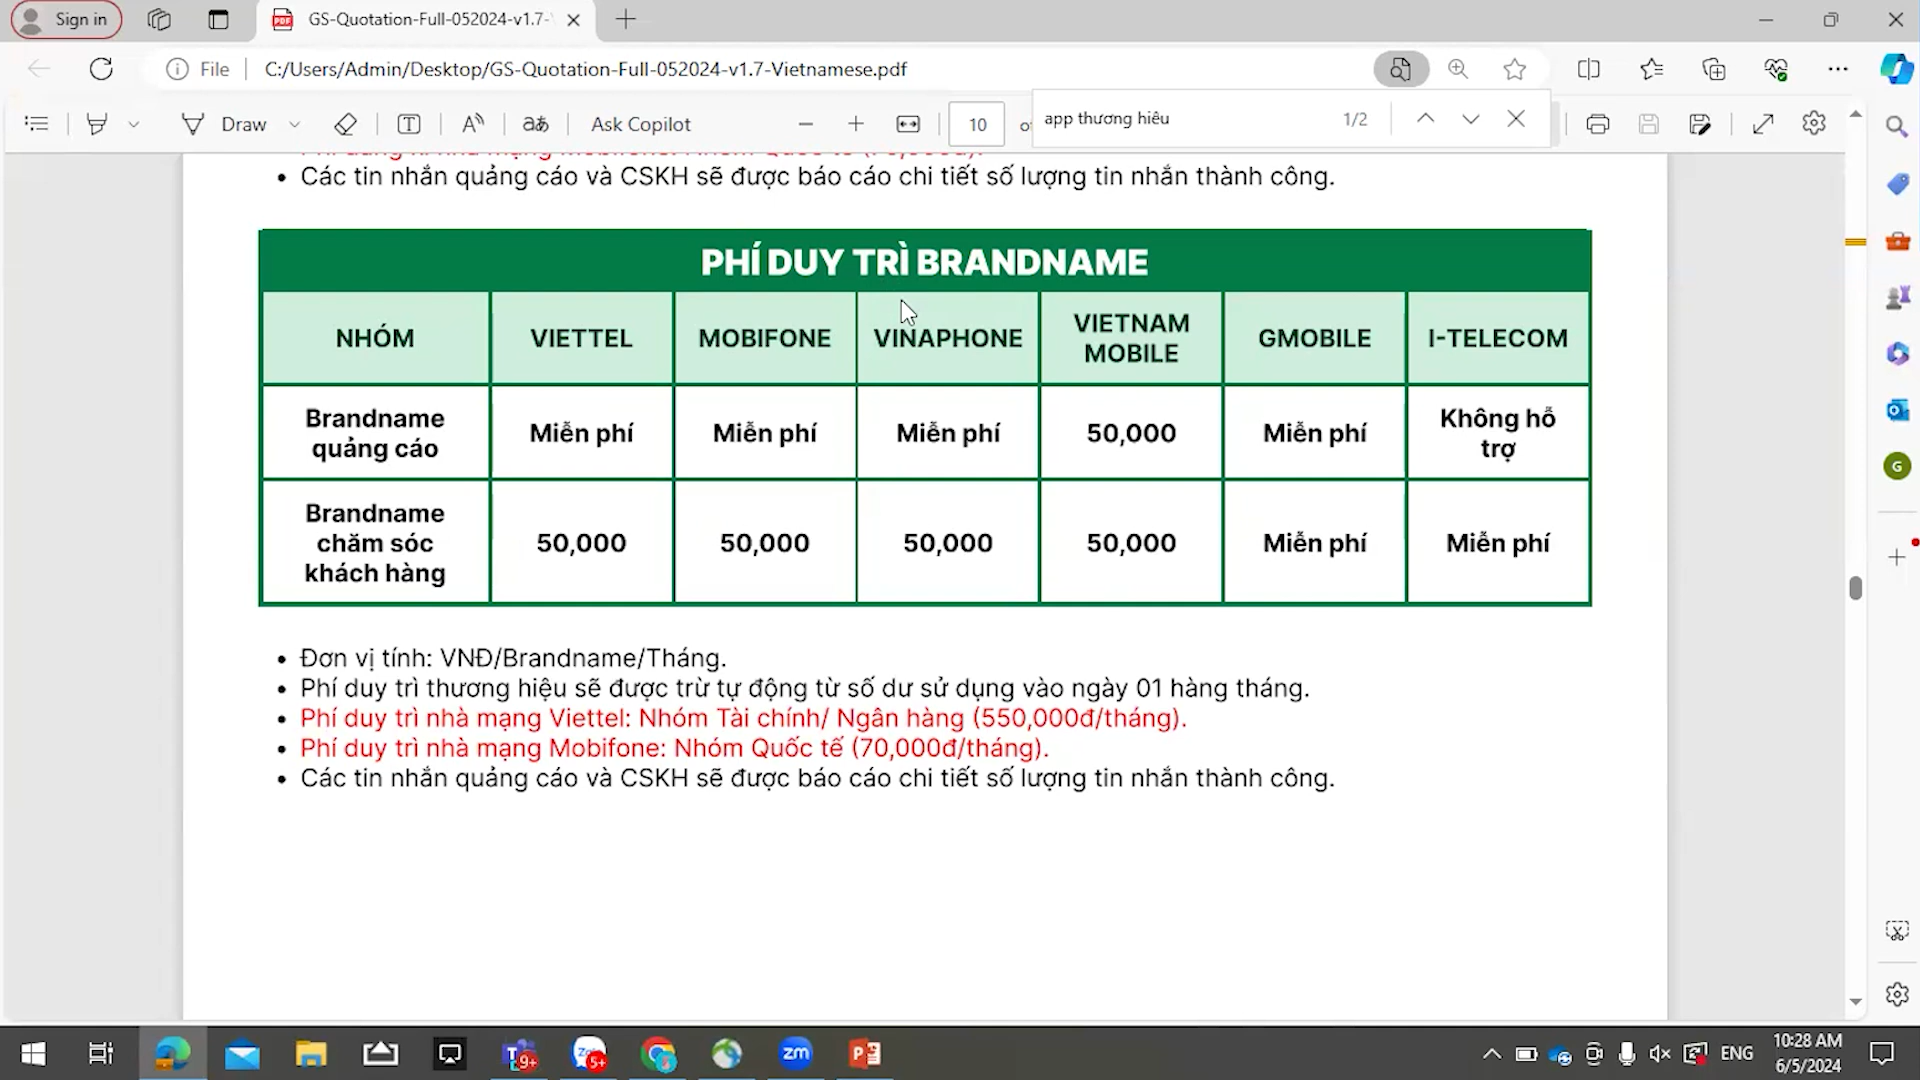 Sign in
GS-Quotation-Full-052024-v1.7-
File
C:/Users/Admin/Desktop/GS-Quotation-Full-052024-v1.7-Vietnamese.pdf
Draw
Ask Copilot
10
app thương hiêu
1/2
Các tin nhắn quảng cáo và CSKH sẽ được báo cáo chi tiết số lượng tin nhắn thành công.
PHÍ DUY TRÌ BRANDNAME
NHÓM
VIETTEL
MOBIFONE
VINAPHONE
VIETNAM
MOBILE
GMOBILE
I-TELECOM
Brandname
quảng cáo
Miễn phí
Miễn phí
Miễn phí
50,000
Miễn phí
Không hỗ
trợ
Brandname
chăm sóc
khách hàng
50,000
50,000
50,000
50,000
Miễn phí
Miễn phí
Đơn vị tính: VNĐ/Brandname/Tháng.
Phí duy trì thương hiệu sẽ được trừ tự động từ số dư sử dụng vào ngày 01 hàng tháng.
Phí duy trì nhà mạng Viettel: Nhóm Tài chính/ Ngân hàng (550,000đ/tháng).
Phí duy trì nhà mạng Mobifone: Nhóm Quốc tế (70,000đ/tháng).
Các tin nhắn quảng cáo và CSKH sẽ được báo cáo chi tiết số lượng tin nhắn thành công.
9+
5+
zm
ENG
10:28 AM
6/5/2024